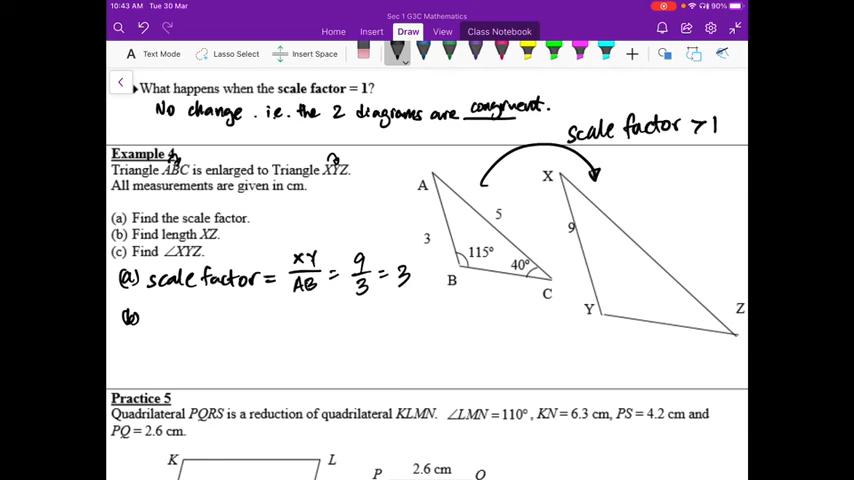 10:43 AM Tue 30 Mar
90%
Sec 1 G3C Mathematics
Home Insert Draw View Class Notebook
Text Mode Lasso Select Insert Space
What happens when the scale factor = 1?
No change. i.e. the 2 diagrams are congruent.
scale factor > 1
Example 4
Triangle ABC is enlarged to Triangle XYZ.
All measurements are given in cm.
(a) Find the scale factor.
(b) Find length XZ.
(c) Find ∠XYZ.
(a) scale factor = XY/AB = 9/3 = 3
(b)
A
5
3
115°
40°
B
C
X
9
Y
Z
Practice 5
Quadrilateral PQRS is a reduction of quadrilateral KLMN. ∠LMN = 110°, KN = 6.3 cm, PS = 4.2 cm and
PQ = 2.6 cm.
K L
P 2.6 cm Q